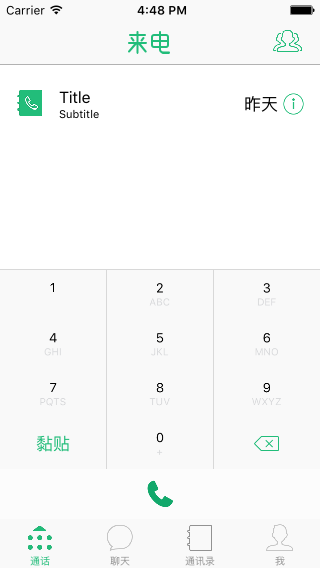 Carrier 4:48 PM
来电
Title
Subtitle
昨天
1 2 3
ABC DEF
4 5 6
GHI JKL MNO
7 8 9
PQTS TUV WXYZ
黏贴 0
+
通话 聊天 通讯录 我